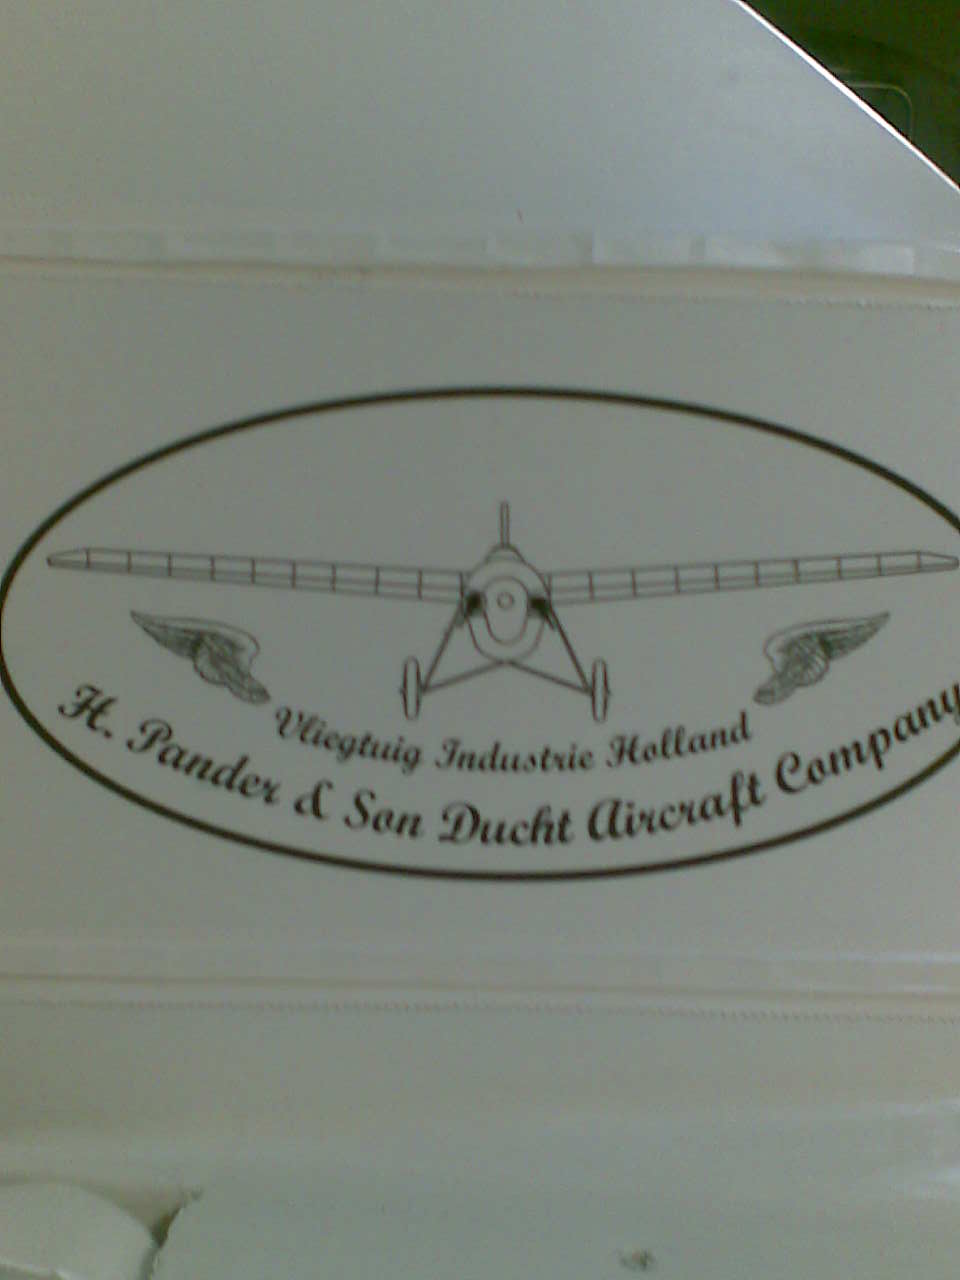 Vliegtuig Industrie Holland
H. Pander & Son Ducht Aircraft Company